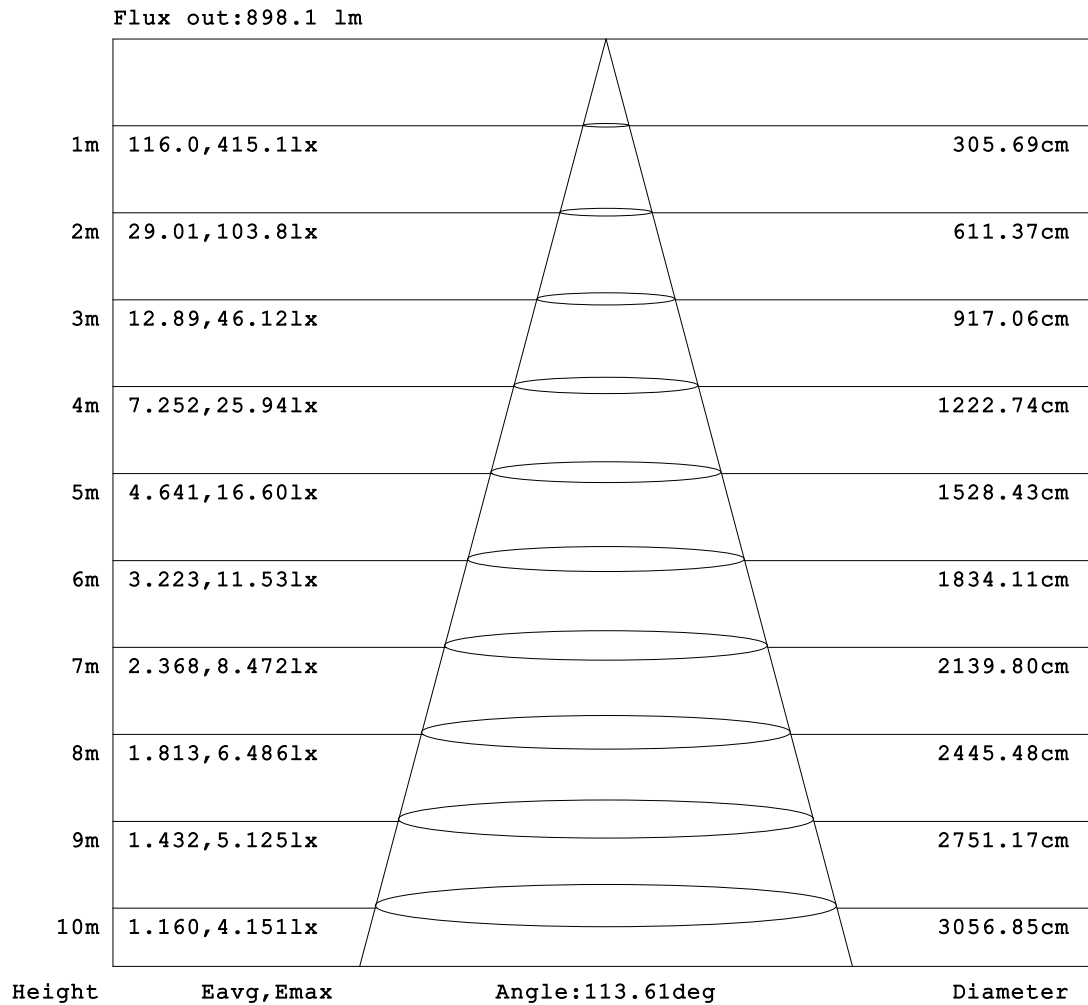 Flux out:898.1 lm
1m 116.0,415.1lx 305.69cm
2m 29.01,103.8lx 611.37cm
3m 12.89,46.12lx 917.06cm
4m 7.252,25.94lx 1222.74cm
5m 4.641,16.60lx 1528.43cm
6m 3.223,11.53lx 1834.11cm
7m 2.368,8.472lx 2139.80cm
8m 1.813,6.486lx 2445.48cm
9m 1.432,5.125lx 2751.17cm
10m 1.160,4.151lx 3056.85cm
Height Eavg,Emax Angle:113.61deg Diameter